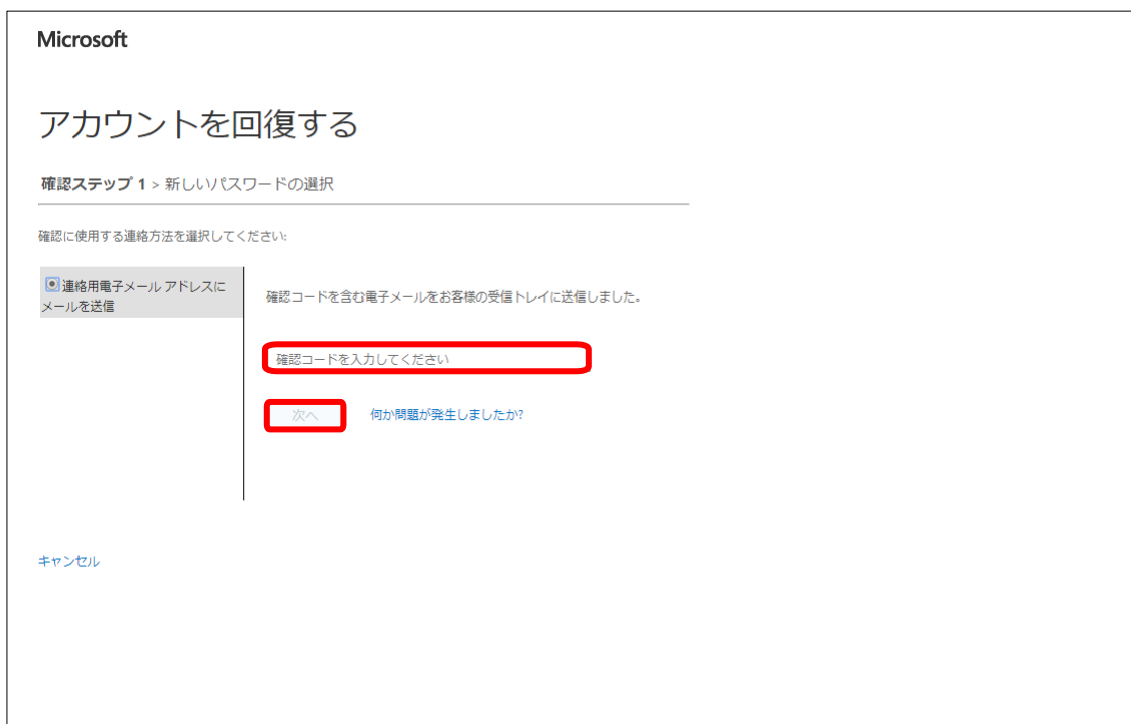 Microsoft
アカウントを回復する
確認ステップ 1 > 新しいパスワードの選択
確認に使用する連絡方法を選択してください:
連絡用電子メール アドレスに
メールを送信
確認コードを含む電子メールをお客様の受信トレイに送信しました。
確認コードを入力してください
次へ
何か問題が発生しましたか?
キャンセル